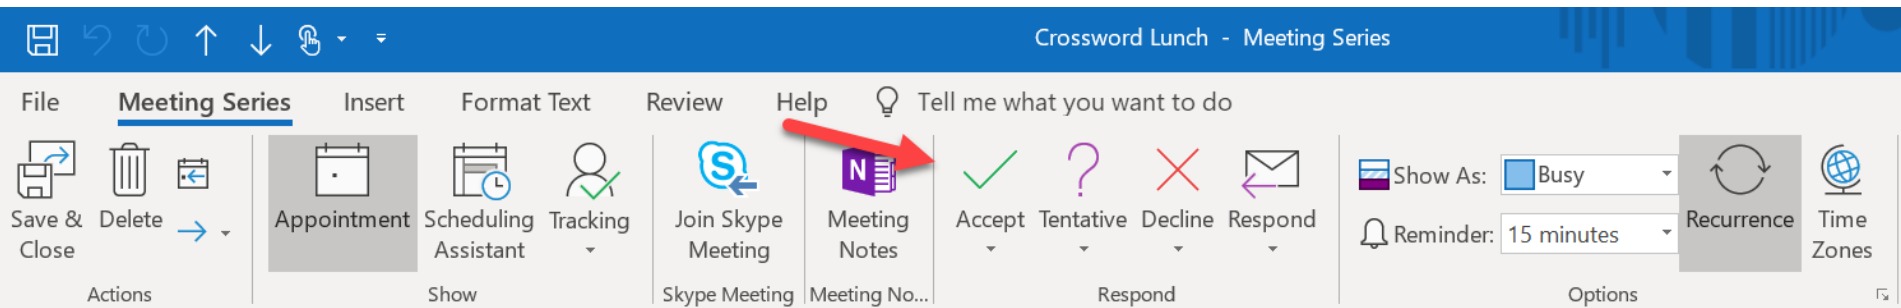 Crossword Lunch - Meeting Series
File Meeting Series Insert Format Text Review Help Tell me what you want to do
Save & Close
Delete
Actions
Appointment
Scheduling Assistant
Tracking
Show
S
Join Skype Meeting
Skype Meeting
N
Meeting Notes
Meeting No...
Accept
Tentative
Decline
Respond
Respond
Show As: Busy
Reminder: 15 minutes
Recurrence
Time Zones
Options